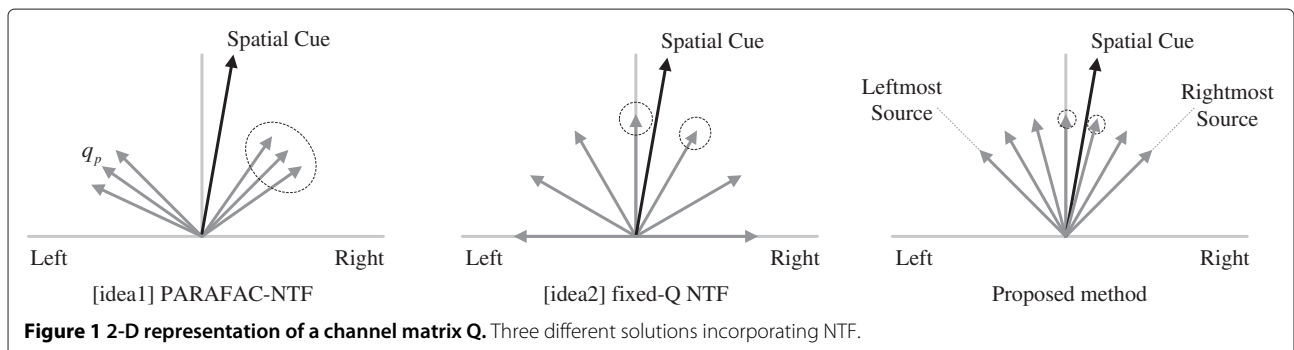 Spatial Cue
q_p
Left
Right
[idea1] PARAFAC-NTF
Spatial Cue
Left
Right
[idea2] fixed-Q NTF
Spatial Cue
Leftmost
Source
Rightmost
Source
Left
Right
Proposed method
Figure 1 2-D representation of a channel matrix Q. Three different solutions incorporating NTF.